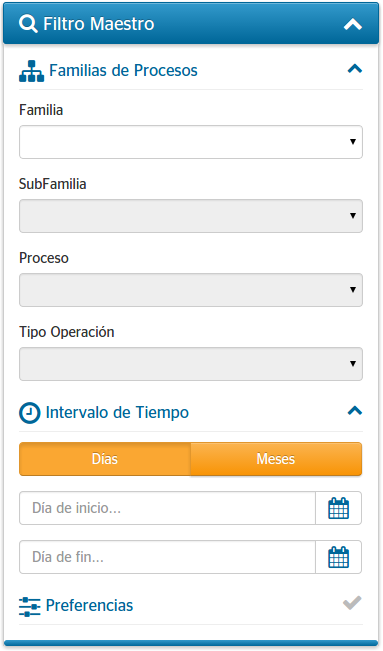 Filtro Maestro
Familias de Procesos
Familia
SubFamilia
Proceso
Tipo Operación
Intervalo de Tiempo
Días Meses
Día de inicio...
Día de fin...
Preferencias